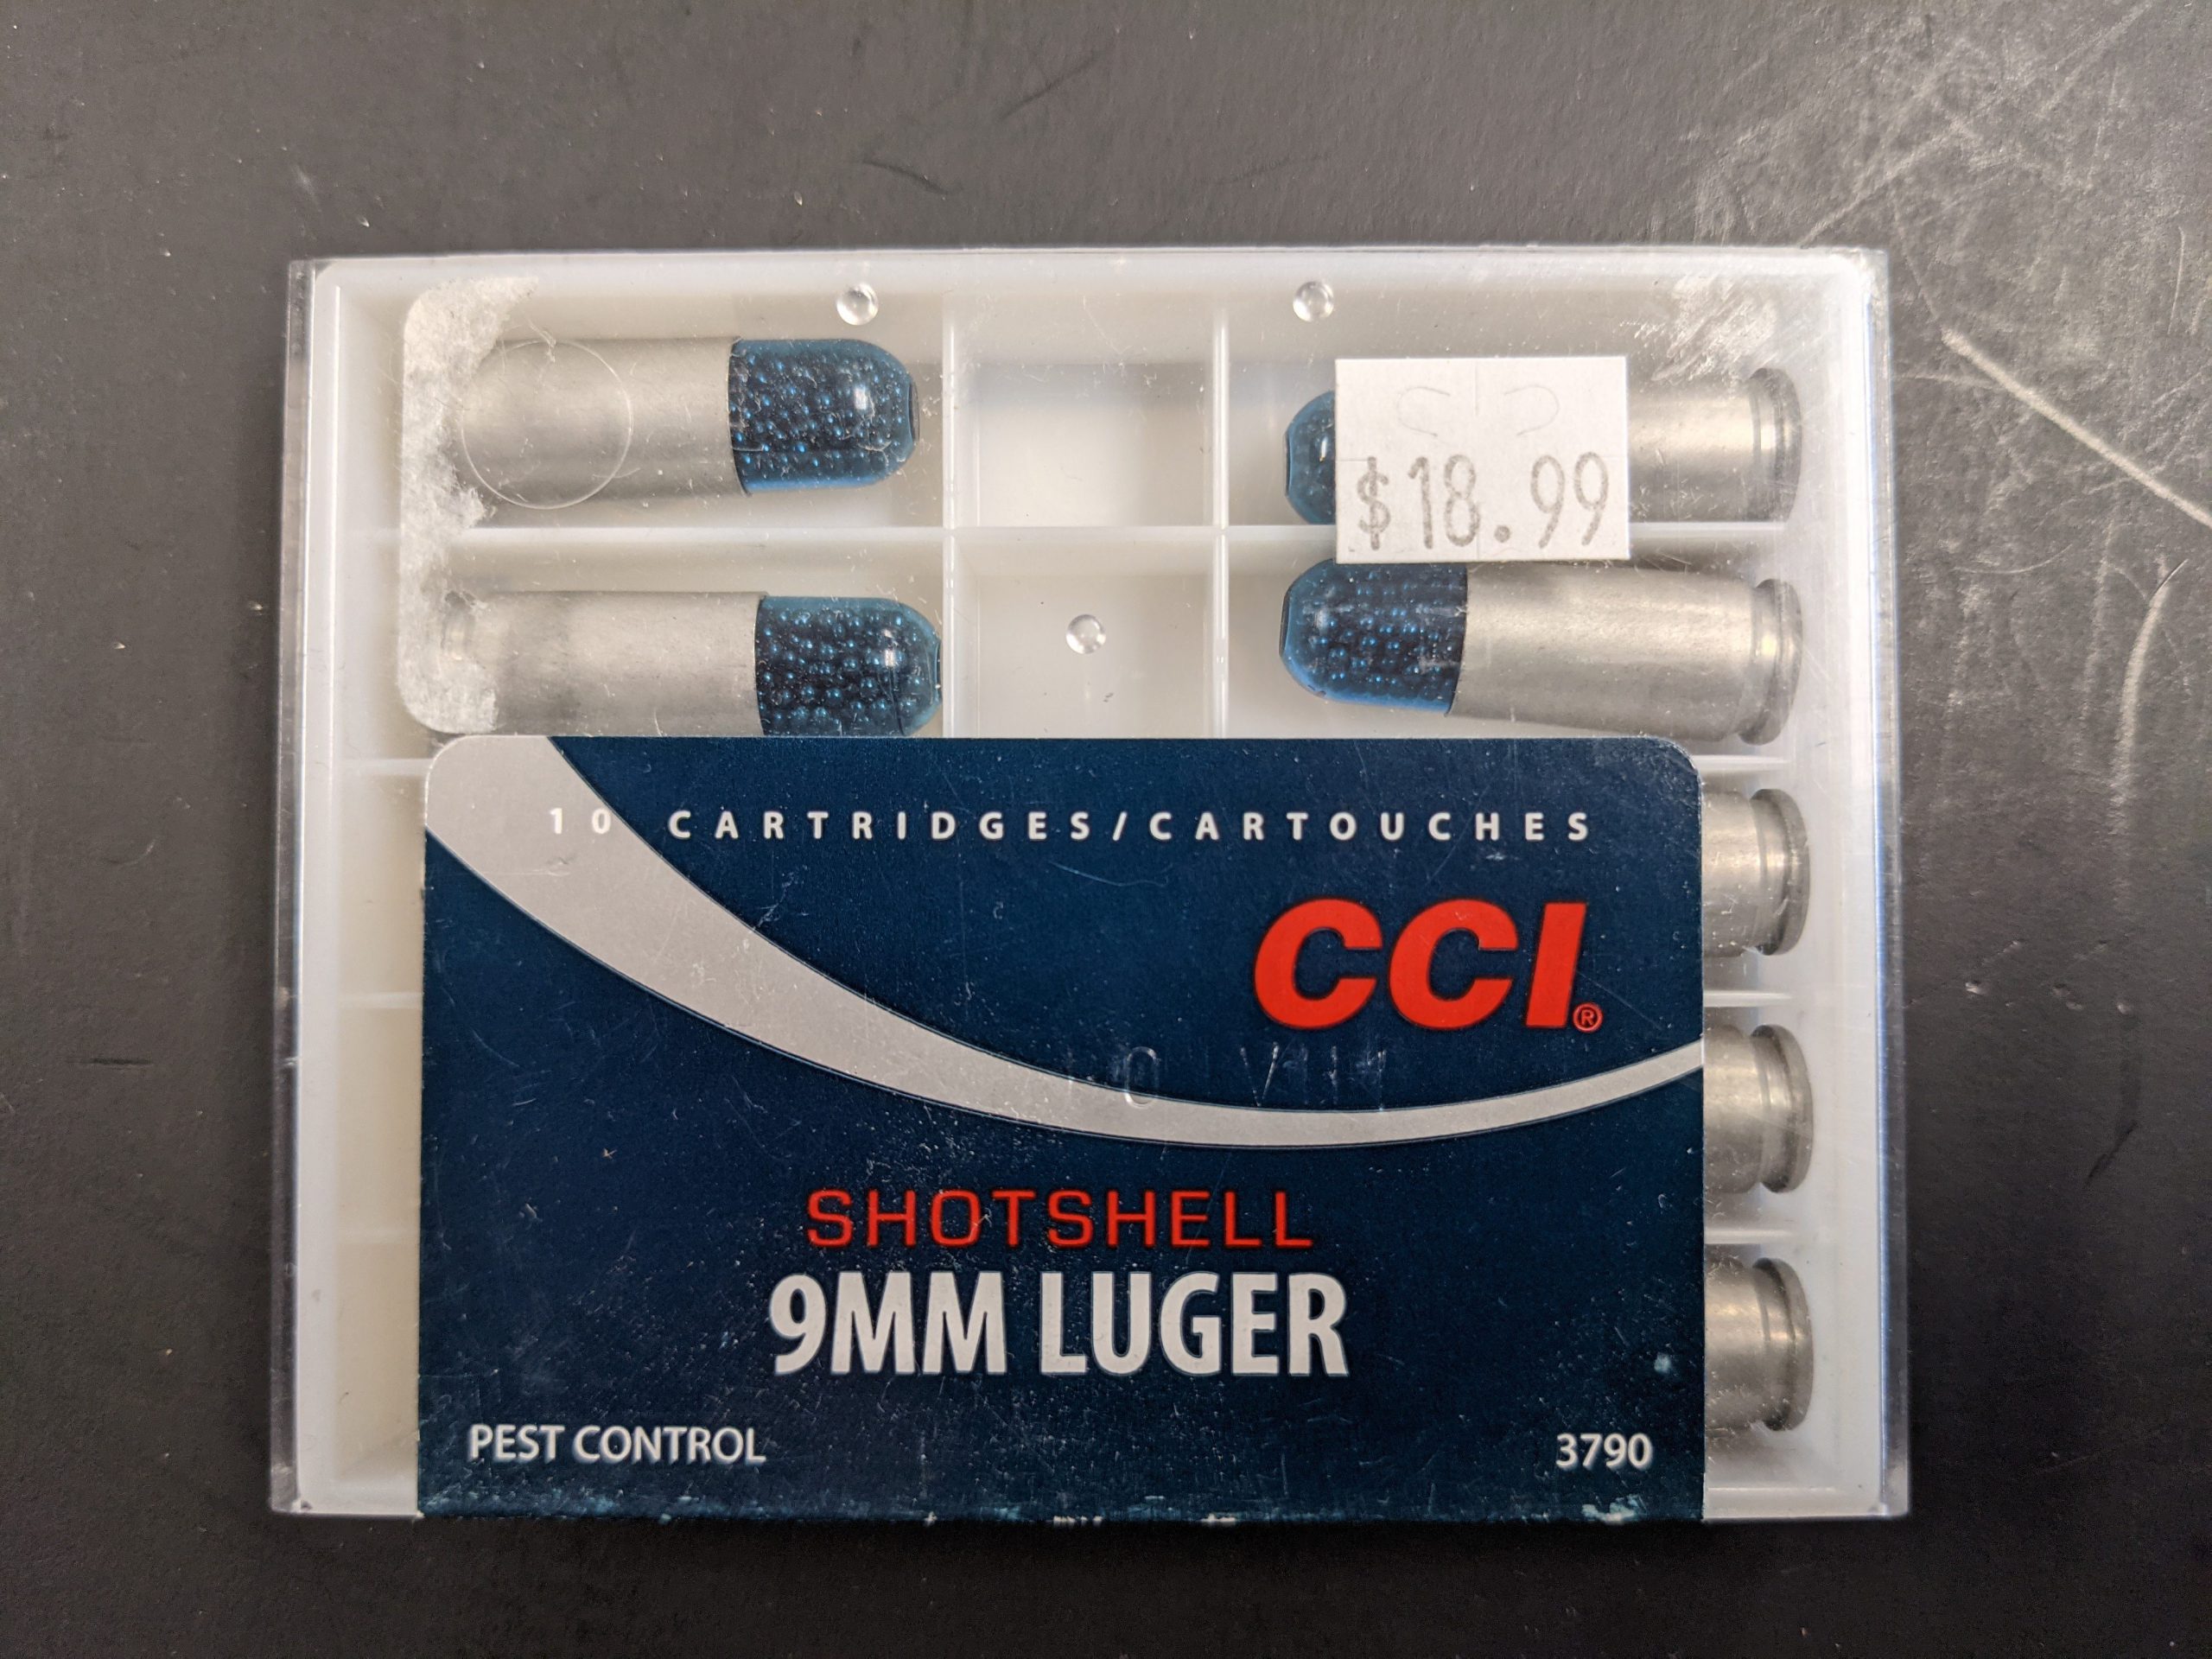 $18.99
10 CARTRIDGES/CARTOUCHES
CCI®
SHOTSHELL
9MM LUGER
PEST CONTROL
3790